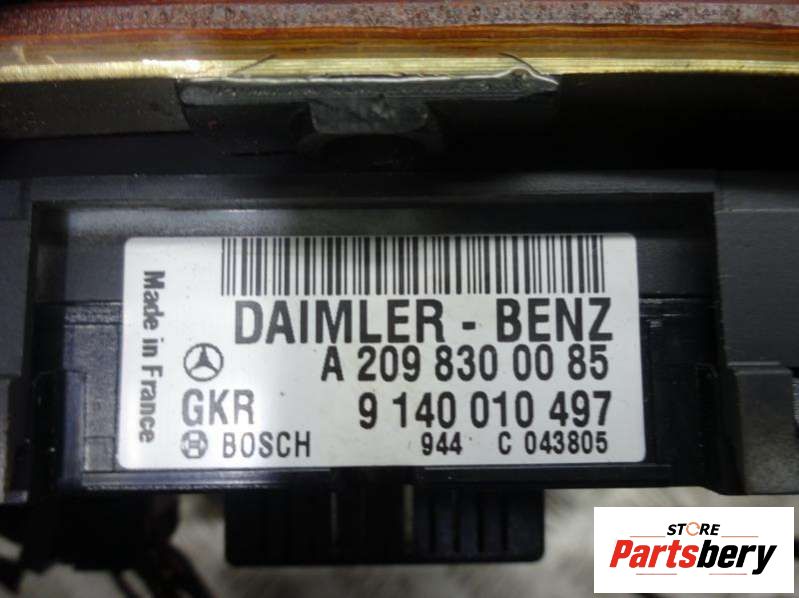 Made in France
DAIMLER - BENZ
A 209 830 00 85
GKR 9 140 010 497
BOSCH 944 C 043805
STORE
Partsbery